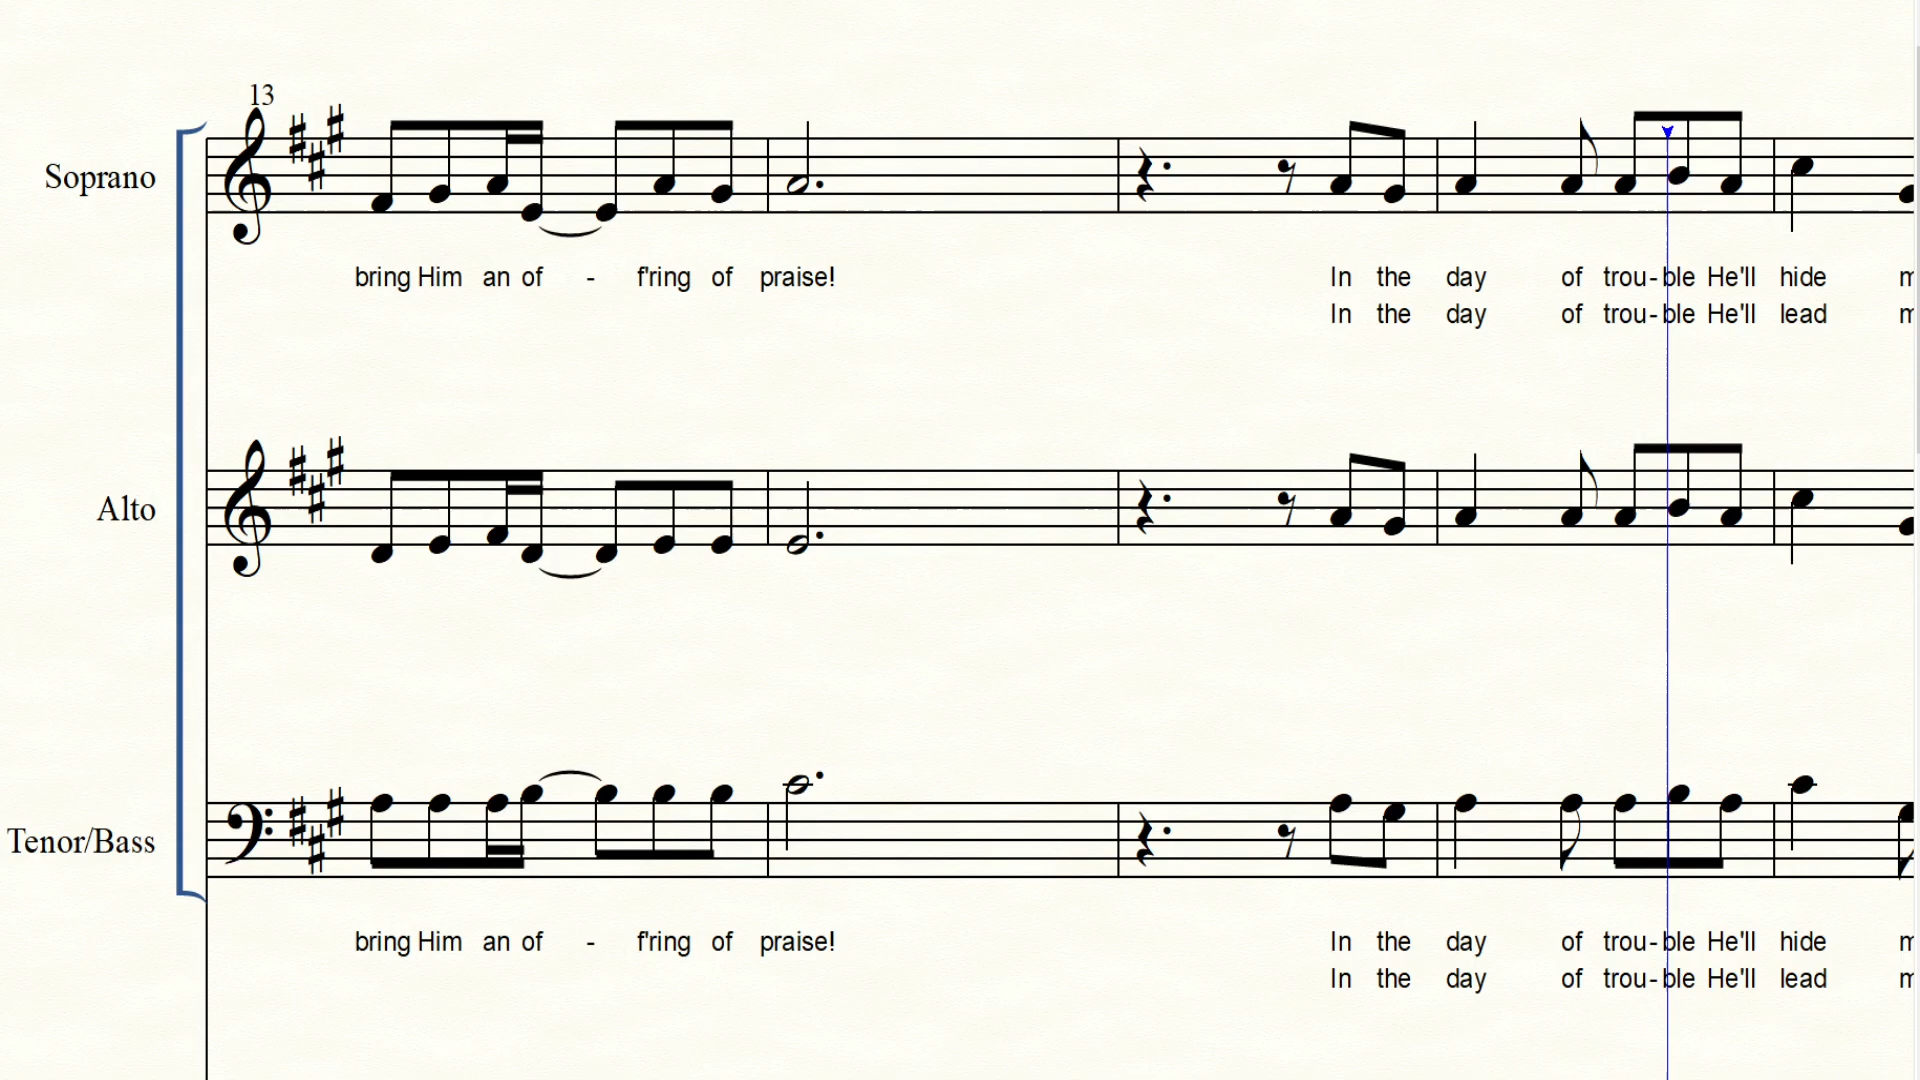 13
Soprano
bring Him an of - f'ring of praise! In the day of trou-ble He'll hide m
In the day of trou-ble He'll lead m
Alto
Tenor/Bass
bring Him an of - f'ring of praise! In the day of trou-ble He'll hide m
In the day of trou-ble He'll lead m